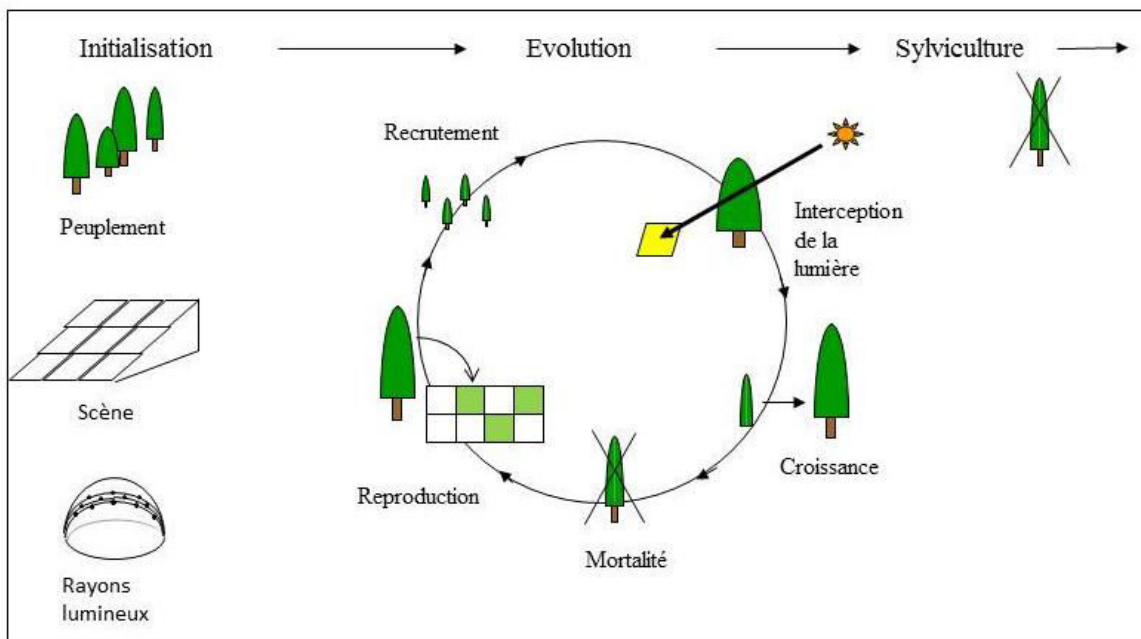 Initialisation
Evolution
Sylviculture
Peuplement
Scène
Rayons
lumineux
Recrutement
Interception
de la
lumière
Croissance
Mortalité
Reproduction